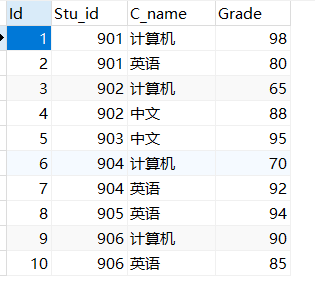 Id Stu_id C_name Grade
1 901 计算机 98
2 901 英语 80
3 902 计算机 65
4 902 中文 88
5 903 中文 95
6 904 计算机 70
7 904 英语 92
8 905 英语 94
9 906 计算机 90
10 906 英语 85